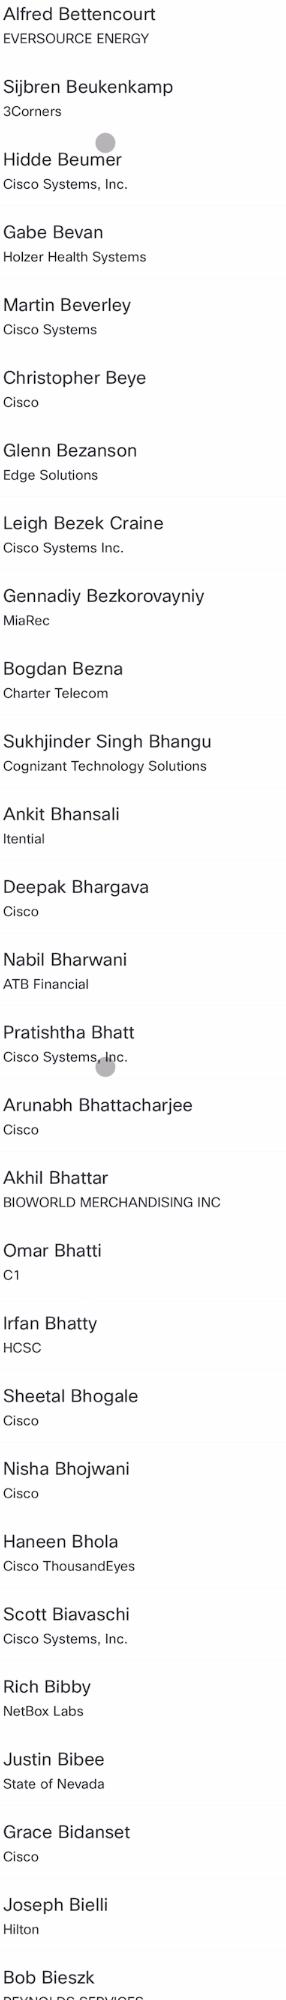 Alfred Bettencourt
EVERSOURCE ENERGY
Sijbren Beukenkamp
3Corners
Hidde Beumer
Cisco Systems, Inc.
Gabe Bevan
Holzer Health Systems
Martin Beverley
Cisco Systems
Christopher Beye
Cisco
Glenn Bezanson
Edge Solutions
Leigh Bezek Craine
Cisco Systems Inc.
Gennadiy Bezkorovayniy
MiaRec
Bogdan Bezna
Charter Telecom
Sukhjinder Singh Bhangu
Cognizant Technology Solutions
Ankit Bhansali
Itential
Deepak Bhargava
Cisco
Nabil Bharwani
ATB Financial
Pratishtha Bhatt
Cisco Systems, Inc.
Arunabh Bhattacharjee
Cisco
Akhil Bhattar
BIOWORLD MERCHANDISING INC
Omar Bhatti
C1
Irfan Bhatty
HCSC
Sheetal Bhogale
Cisco
Nisha Bhojwani
Cisco
Haneen Bhola
Cisco ThousandEyes
Scott Biavaschi
Cisco Systems, Inc.
Rich Bibby
NetBox Labs
Justin Bibee
State of Nevada
Grace Bidanset
Cisco
Joseph Bielli
Hilton
Bob Bieszk
REYNOLDS SERVICES